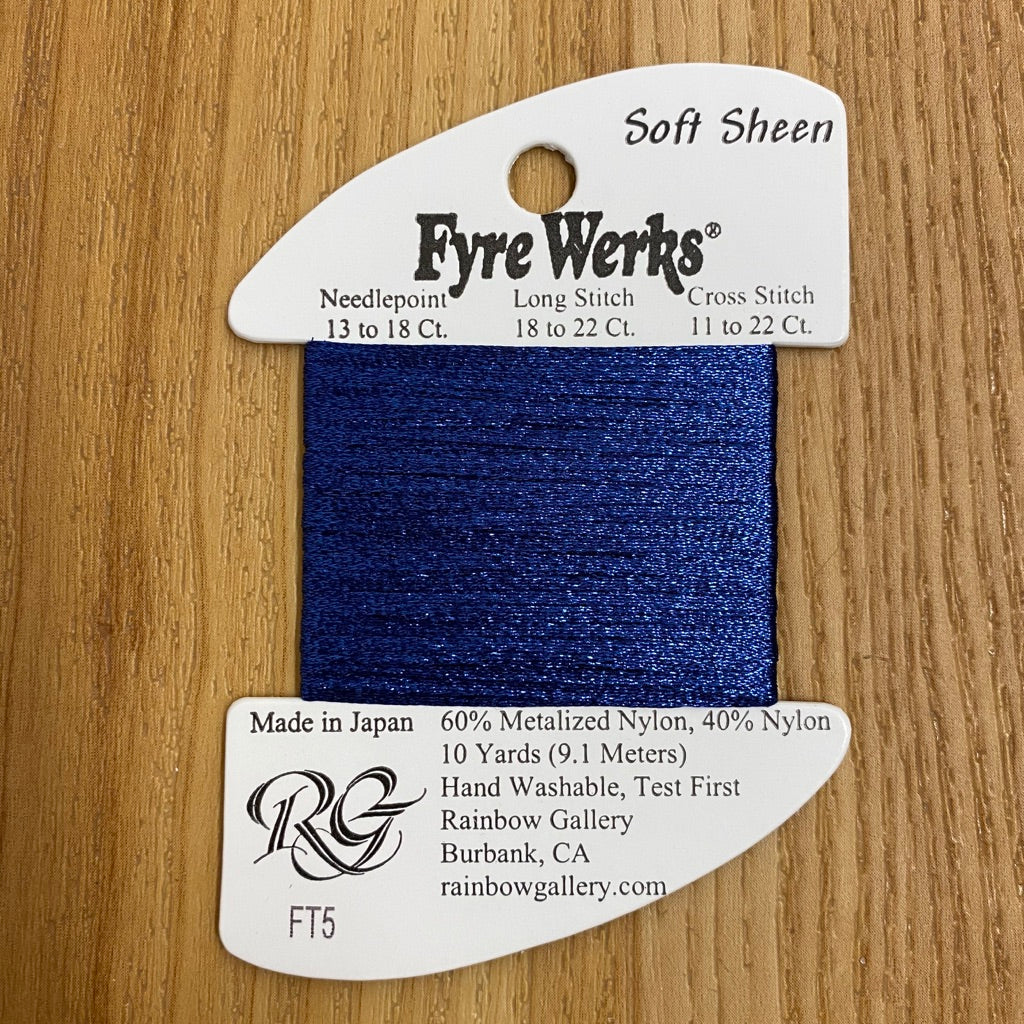 Soft Sheen
Fyre Werks®
Needlepoint Long Stitch Cross Stitch
13 to 18 Ct. 18 to 22 Ct. 11 to 22 Ct.
Made in Japan 60% Metalized Nylon, 40% Nylon
10 Yards (9.1 Meters)
Hand Washable, Test First
Rainbow Gallery
Burbank, CA
rainbowgallery.com
RG
FT5